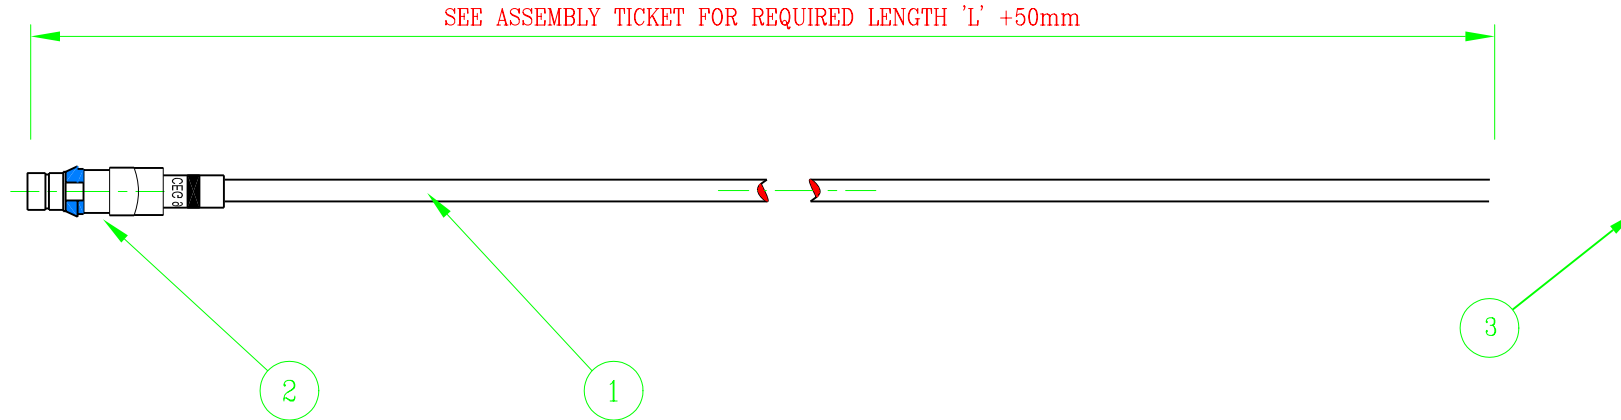 SEE ASSEMBLY TICKET FOR REQUIRED LENGTH 'L' +50mm
CEG
3
2
1